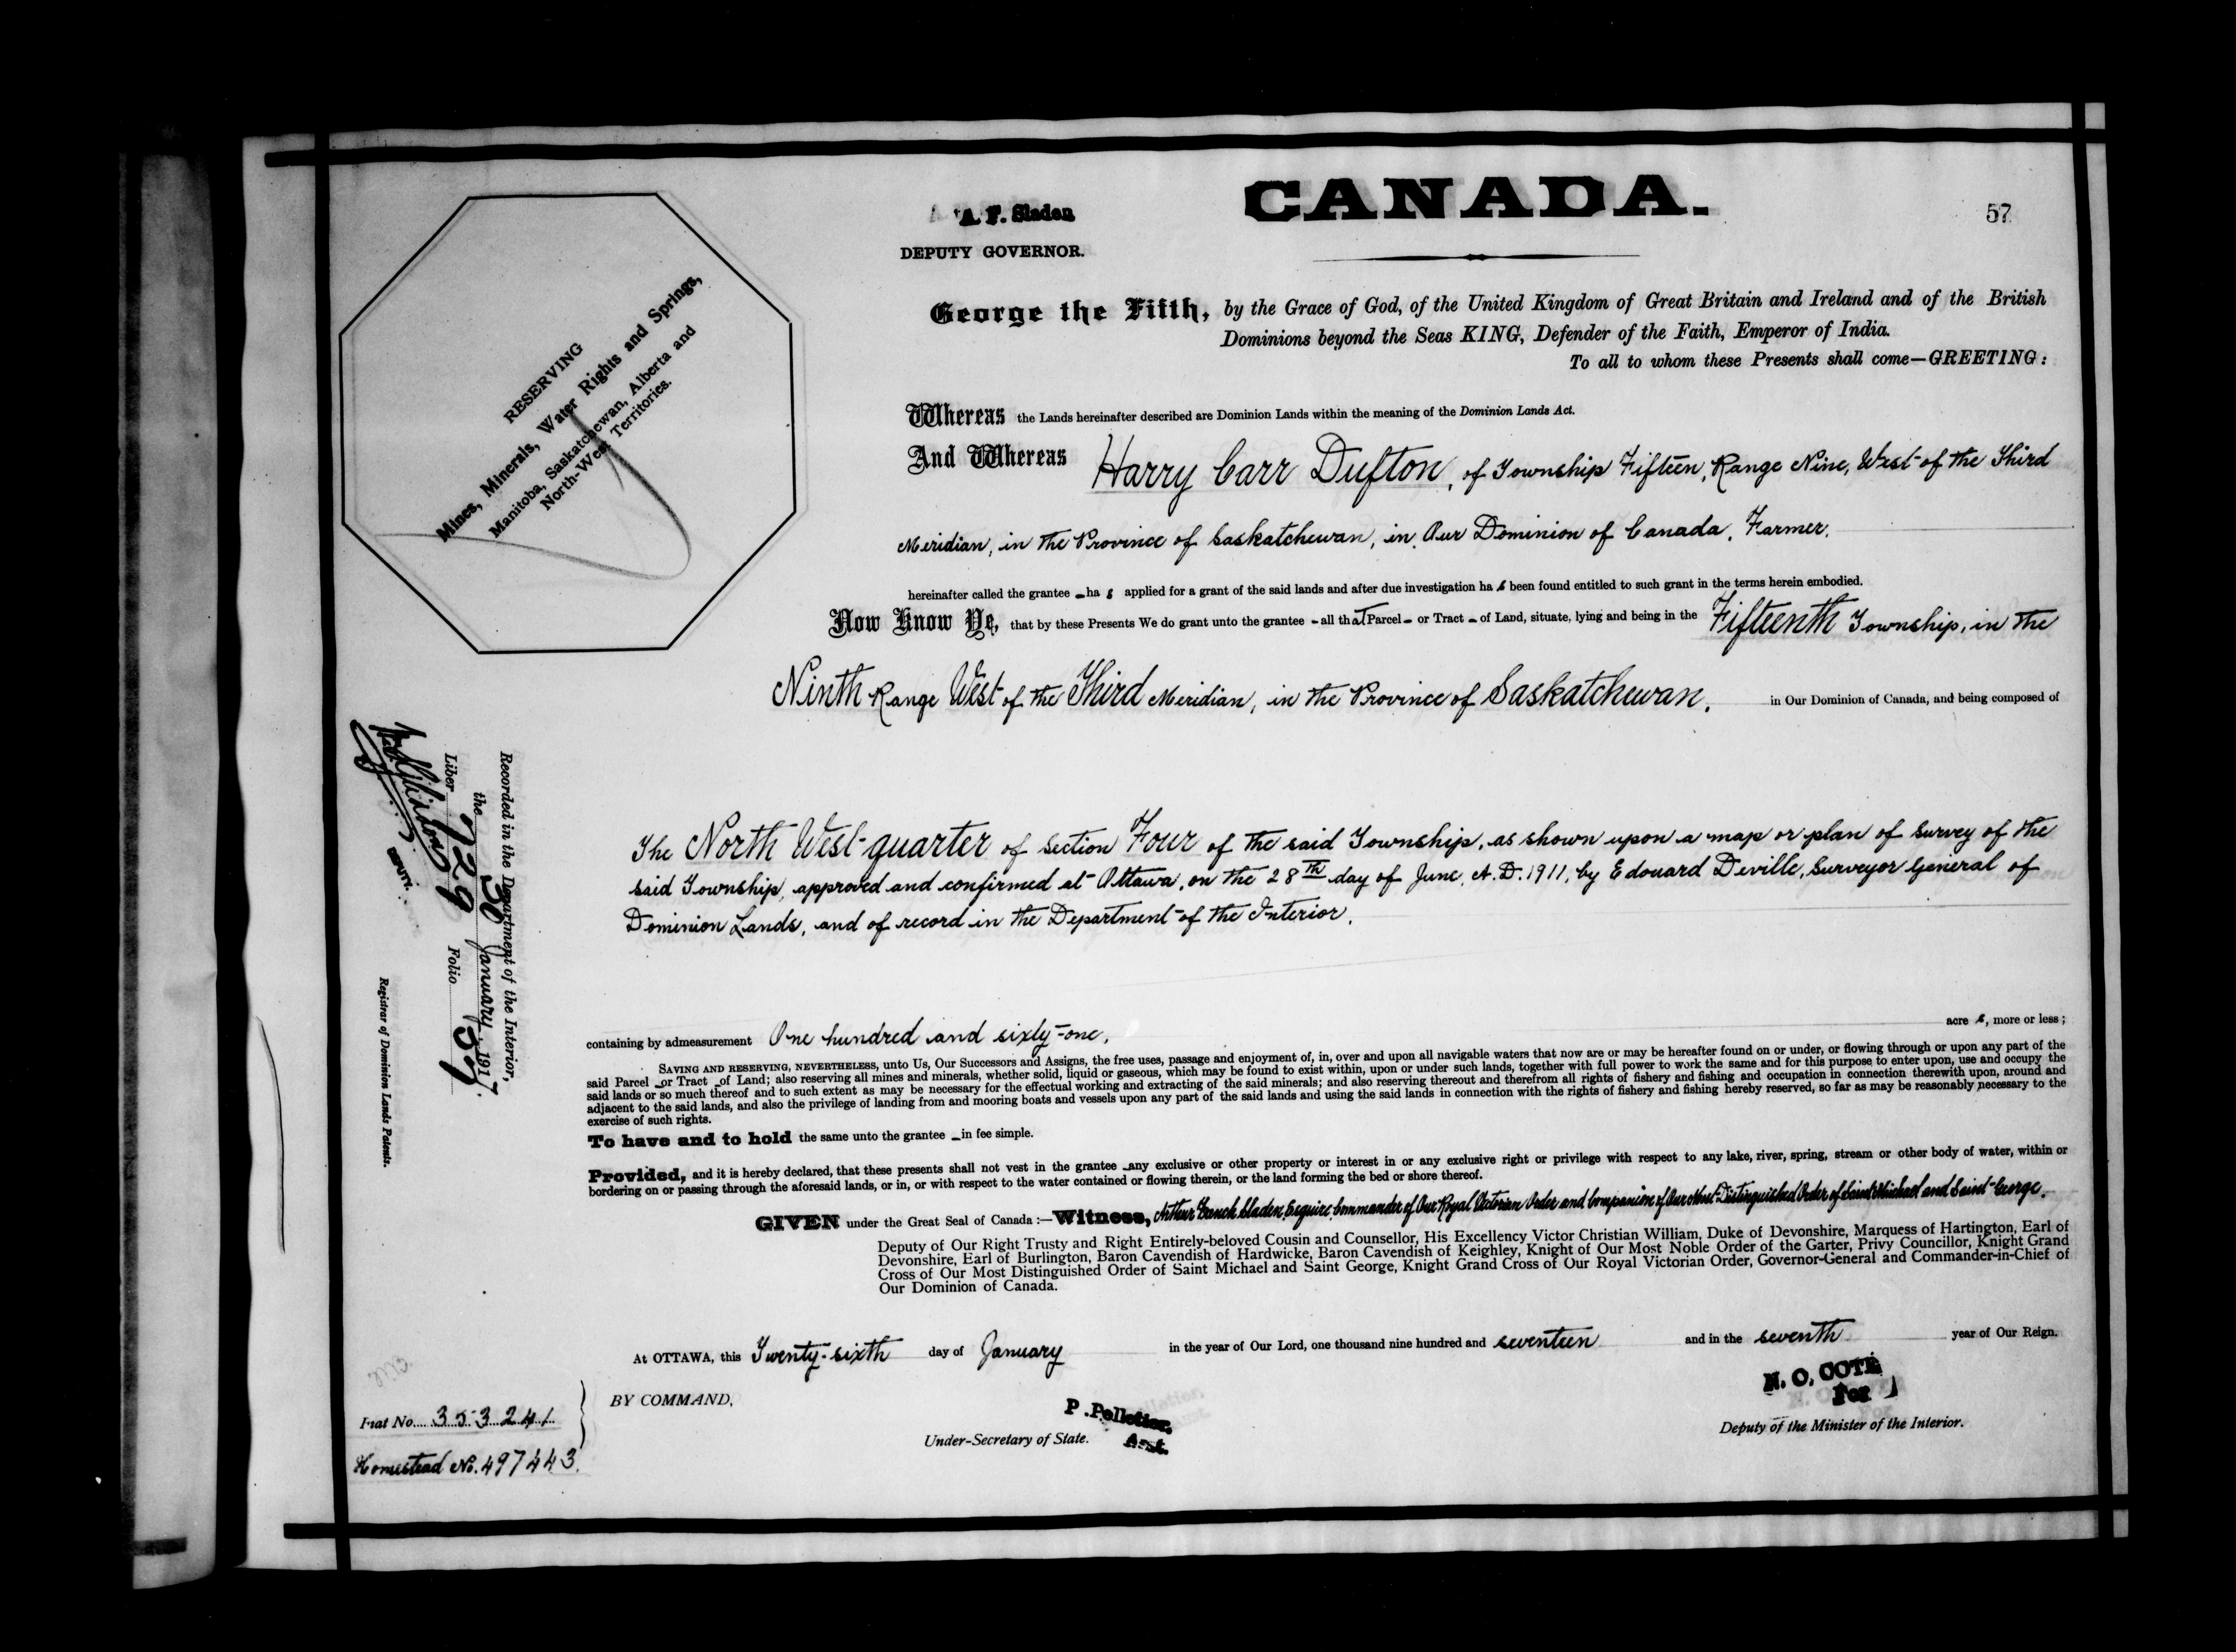 CANADA.
57
A. F. Sladen
DEPUTY GOVERNOR.
George the Fifth, by the Grace of God, of the United Kingdom of Great Britain and Ireland and of the British
Dominions beyond the Seas KING, Defender of the Faith, Emperor of India.
To all to whom these Presents shall come—GREETING:
RESERVING
Mines, Minerals, Water Rights and Springs,
Manitoba, Saskatchewan, Alberta and
North-West Territories.
Whereas the Lands hereinafter described are Dominion Lands within the meaning of the Dominion Lands Act.
And Whereas Harry Carr Dufton, of Township Fifteen, Range Nine, West of the Third
Meridian, in the Province of Saskatchewan, in Our Dominion of Canada, Farmer,
hereinafter called the grantee - ha s applied for a grant of the said lands and after due investigation ha s been found entitled to such grant in the terms herein embodied.
Now Know Ye, that by these Presents We do grant unto the grantee - all that Parcel - or Tract - of Land, situate, lying and being in the Fifteenth Township, in the
Ninth Range West of the Third Meridian, in the Province of Saskatchewan, in Our Dominion of Canada, and being composed of
The North West quarter of Section Four of the said Township, as shown upon a map or plan of Survey of the
said Township, approved and confirmed at Ottawa, on the 28th day of June, A.D. 1911, by Edouard Deville, Surveyor General of
Dominion Lands, and of record in the Department of the Interior.
Recorded in the Department of the Interior,
the 30 January, 1917
Liber 729 Folio 57.
Registrar of Dominion Lands Patents.
containing by admeasurement One hundred and sixty-one, acre s, more or less;
SAVING AND RESERVING, NEVERTHELESS, unto Us, Our Successors and Assigns, the free uses, passage and enjoyment of, in, over and upon all navigable waters that now are or may be hereafter found on or under, or flowing through or upon any part of the
said Parcel - or Tract - of Land; also reserving all mines and minerals, whether solid, liquid or gaseous, which may be found to exist within, upon or under such lands, together with full power to work the same and for this purpose to enter upon, use and occupy the
said lands or so much thereof and to such extent as may be necessary for the effectual working and extracting of the said minerals; and also reserving thereout and therefrom all rights of fishery and fishing and occupation in connection therewith upon, around and
adjacent to the said lands, and also the privilege of landing from and mooring boats and vessels upon any part of the said lands and using the said lands in connection with the rights of fishery and fishing hereby reserved, so far as may be reasonably necessary to the
exercise of such rights.
To have and to hold the same unto the grantee - in fee simple.
Provided, and it is hereby declared, that these presents shall not vest in the grantee - any exclusive or other property or interest in or any exclusive right or privilege with respect to any lake, river, spring, stream or other body of water, within or
bordering on or passing through the aforesaid lands, or in, or with respect to the water contained or flowing therein, or the land forming the bed or shore thereof.
GIVEN under the Great Seal of Canada:—Witness, Arthur French Sladen, Esquire, Commander of Our Royal Victorian Order and Companion of Our Most Distinguished Order of Saint Michael and Saint George,
Deputy of Our Right Trusty and Right Entirely-beloved Cousin and Counsellor, His Excellency Victor Christian William, Duke of Devonshire, Marquess of Hartington, Earl of
Devonshire, Earl of Burlington, Baron Cavendish of Hardwicke, Baron Cavendish of Keighley, Knight of Our Most Noble Order of the Garter, Privy Councillor, Knight Grand
Cross of Our Most Distinguished Order of Saint Michael and Saint George, Knight Grand Cross of Our Royal Victorian Order, Governor-General and Commander-in-Chief of
Our Dominion of Canada.
At OTTAWA, this Twenty-sixth day of January in the year of Our Lord, one thousand nine hundred and seventeen and in the seventh year of Our Reign.
BY COMMAND,
P. Pelletier,
Under-Secretary of State. Asst.
N. O. COTE
For
Deputy of the Minister of the Interior.
Fiat No. 353241
Homestead No. 497443.